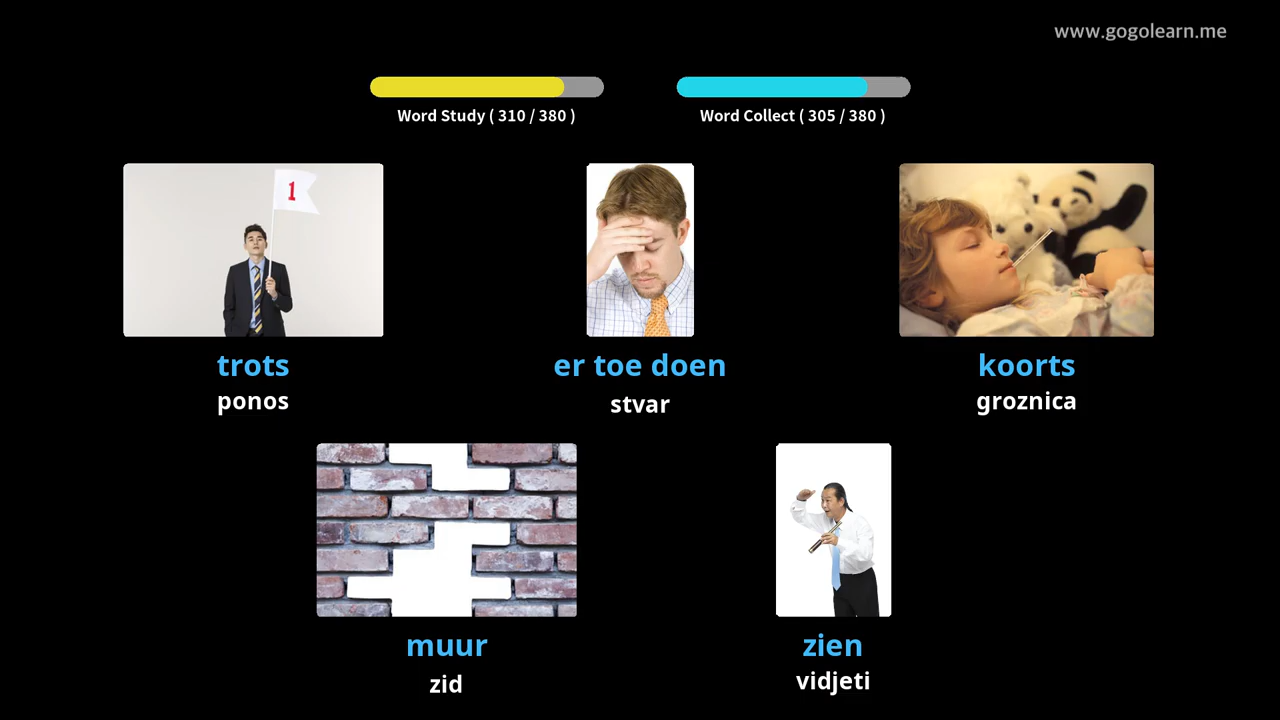 www.gogolearn.me
Word Study ( 310 / 380 )
Word Collect ( 305 / 380 )
1
trots
ponos
er toe doen
stvar
koorts
groznica
muur
zid
zien
vidjeti